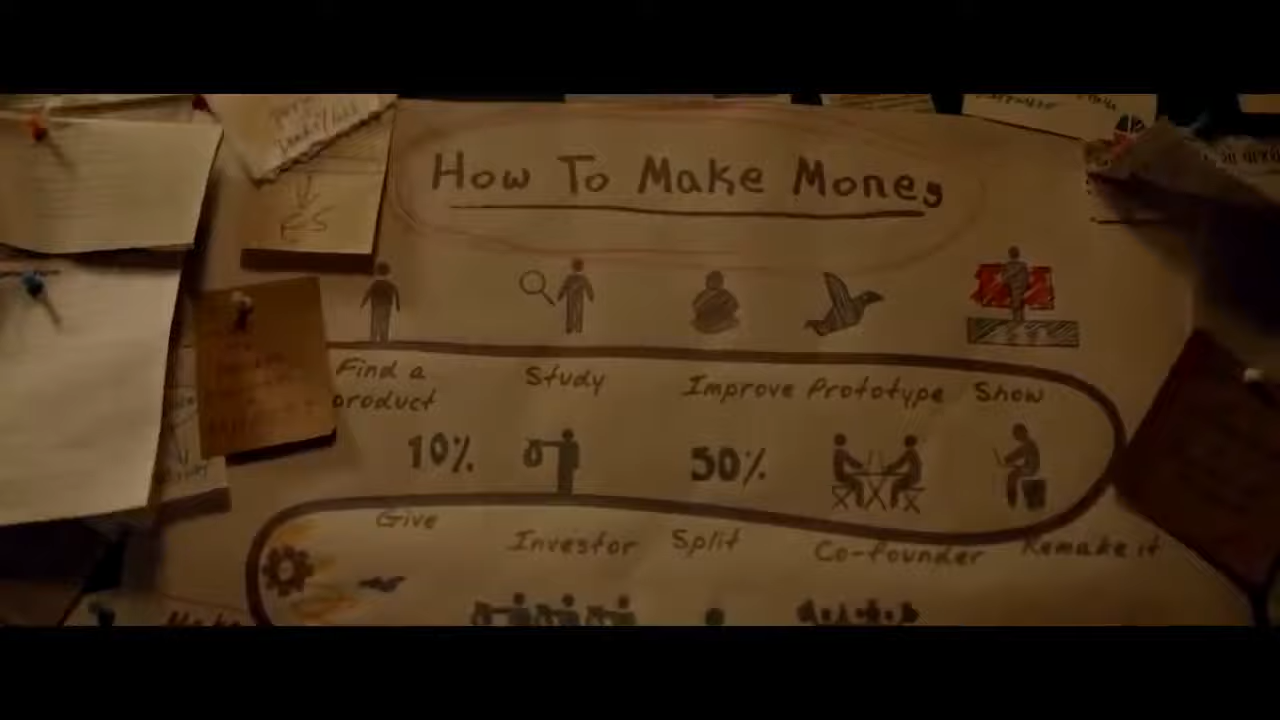 How To Make Money
Find a product
Study
Improve
Prototype
Show
10%
50%
Give
Investor
Split
Co-founder
Remake it